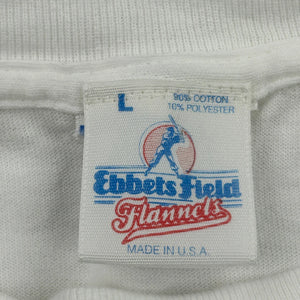 L
90% COTTON
10% POLYESTER
Ebbets Field
Flannels
MADE IN U.S.A.